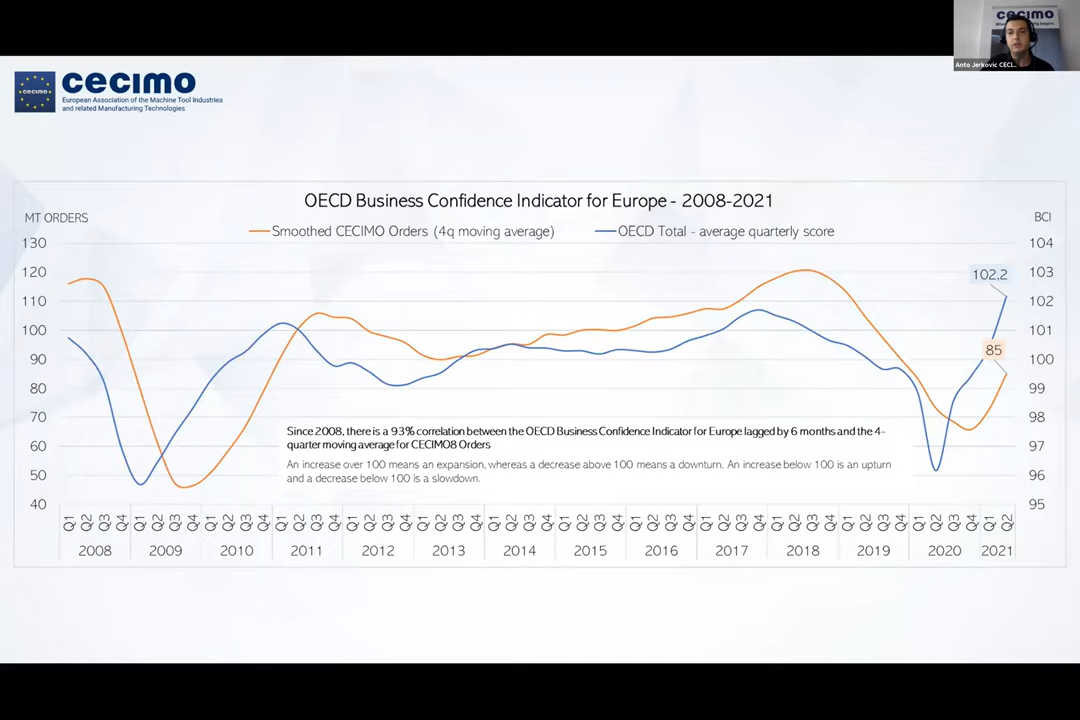 cecimo
Anto Jerkovic CECI...
cecimo
European Association of the Machine Tool Industries
and related Manufacturing Technologies
OECD Business Confidence Indicator for Europe - 2008-2021
MT ORDERS
BCI
Smoothed CECIMO Orders (4q moving average)
OECD Total - average quarterly score
130
120
110
100
90
80
70
60
50
40
104
103
102
101
100
99
98
97
96
95
102,2
85
Since 2008, there is a 93% correlation between the OECD Business Confidence Indicator for Europe lagged by 6 months and the 4-
quarter moving average for CECIMO8 Orders
An increase over 100 means an expansion, whereas a decrease above 100 means a downturn. An increase below 100 is an upturn
and a decrease below 100 is a slowdown.
Q1 Q2 Q3 Q4 Q1 Q2 Q3 Q4 Q1 Q2 Q3 Q4 Q1 Q2 Q3 Q4 Q1 Q2 Q3 Q4 Q1 Q2 Q3 Q4 Q1 Q2 Q3 Q4 Q1 Q2 Q3 Q4 Q1 Q2 Q3 Q4 Q1 Q2 Q3 Q4 Q1 Q2 Q3 Q4 Q1 Q2 Q3 Q4 Q1 Q2 Q3 Q4 Q1 Q2
2008 2009 2010 2011 2012 2013 2014 2015 2016 2017 2018 2019 2020 2021